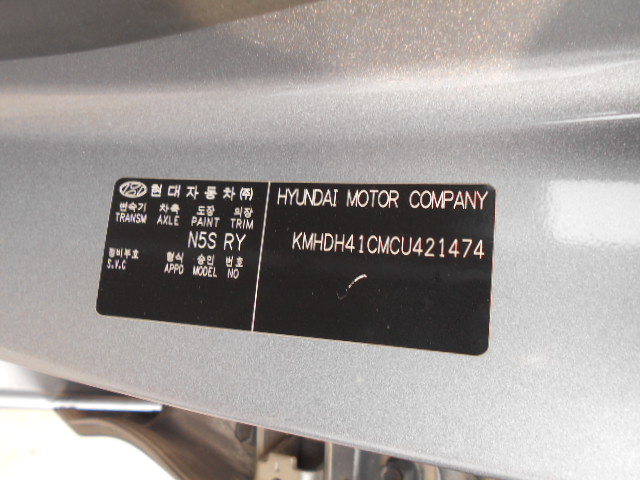 현대자동차(주)
변속기 차축 도장 의장
TRANSM AXLE PAINT TRIM
N5S RY
정비부호 형식 승인 번호
S.V.C APPD MODEL NO
HYUNDAI MOTOR COMPANY
KMHDH41CMCU421474